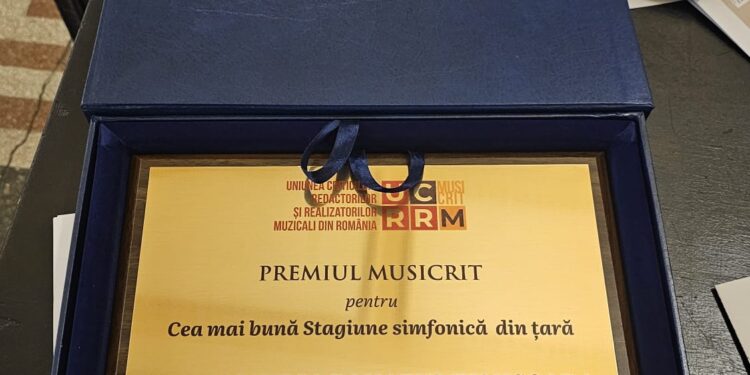 UNIUNEA
REDACTORILOR
ȘI REALIZATORILOR
MUZICALI DIN ROMÂNIA
UC
RRM
MUSI
CRIT
PREMIUL MUSICRIT
pentru
Cea mai bună Stagiune simfonică din țară